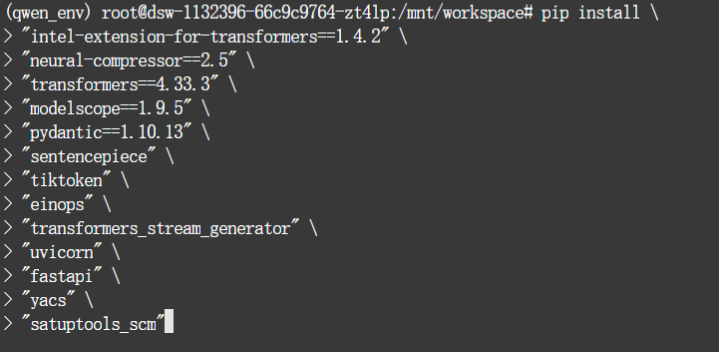 (qwen_env) root@dsw-1132396-66c9c9764-zt4lp:/mnt/workspace# pip install \
> "intel-extension-for-transformers==1.4.2" \
> "neural-compressor==2.5" \
> "transformers==4.33.3" \
> "modelscope==1.9.5" \
> "pydantic==1.10.13" \
> "sentencepiece" \
> "tiktoken" \
> "einops" \
> "transformers_stream_generator" \
> "uvicorn" \
> "fastapi" \
> "yacs" \
> "satuptools_scm"